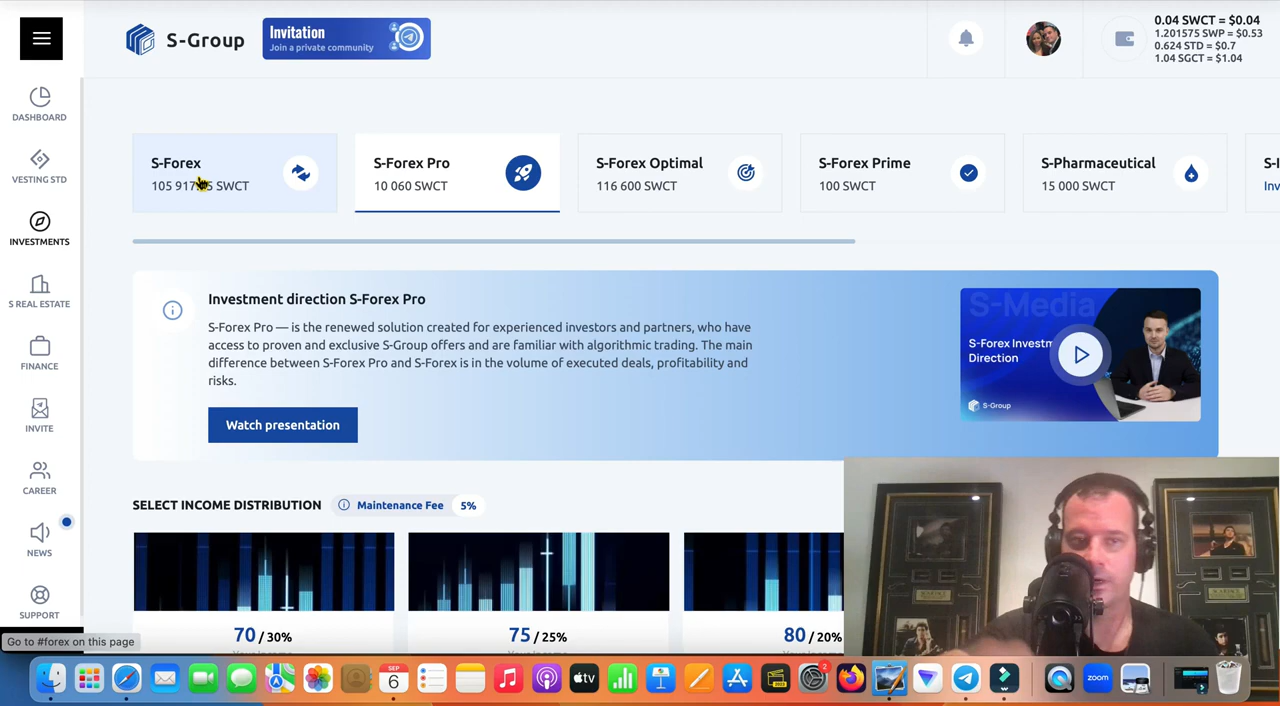 S-Group
Invitation
Join a private community
0.04 SWCT = $0.04
1.201575 SWP = $0.53
0.624 STD = $0.7
1.04 SGCT = $1.04
DASHBOARD
VESTING STD
INVESTMENTS
S REAL ESTATE
FINANCE
INVITE
CAREER
NEWS
SUPPORT
S-Forex
SWCT
S-Forex Pro
10 060 SWCT
S-Forex Optimal
116 600 SWCT
S-Forex Prime
100 SWCT
S-Pharmaceutical
15 000 SWCT
Investment direction S-Forex Pro
S-Forex Pro — is the renewed solution created for experienced investors and partners, who have
access to proven and exclusive S-Group offers and are familiar with algorithmic trading. The main
difference between S-Forex Pro and S-Forex is in the volume of executed deals, profitability and
risks.
Watch presentation
S-Media
Direction
S-Group
SELECT INCOME DISTRIBUTION
Maintenance Fee
5%
70 / 30%
75 / 25%
80 / 20%
Go to #forex on this page
SEP
6
2
tv
zoom